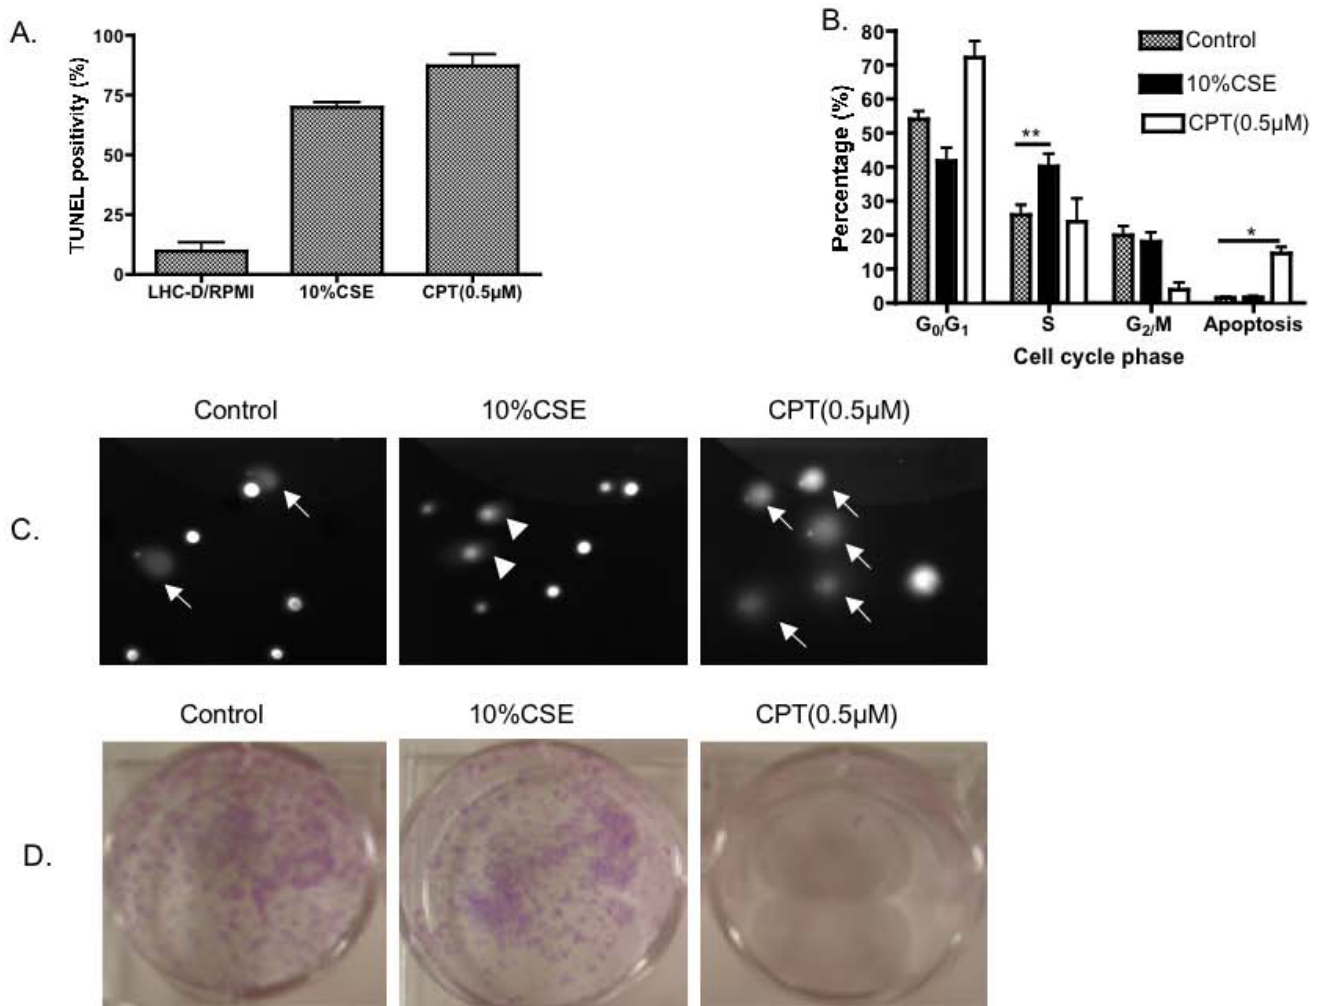 A.
TUNEL positivity (%)
100
75
50
25
0
LHC-D/RPMI 10%CSE CPT(0.5µM)
B.
Percentage (%)
80
70
60
50
40
30
20
10
0
**
*
Control
10%CSE
CPT(0.5µM)
G0/G1 S G2/M Apoptosis
Cell cycle phase
Control 10%CSE CPT(0.5µM)
C.
Control 10%CSE CPT(0.5µM)
D.